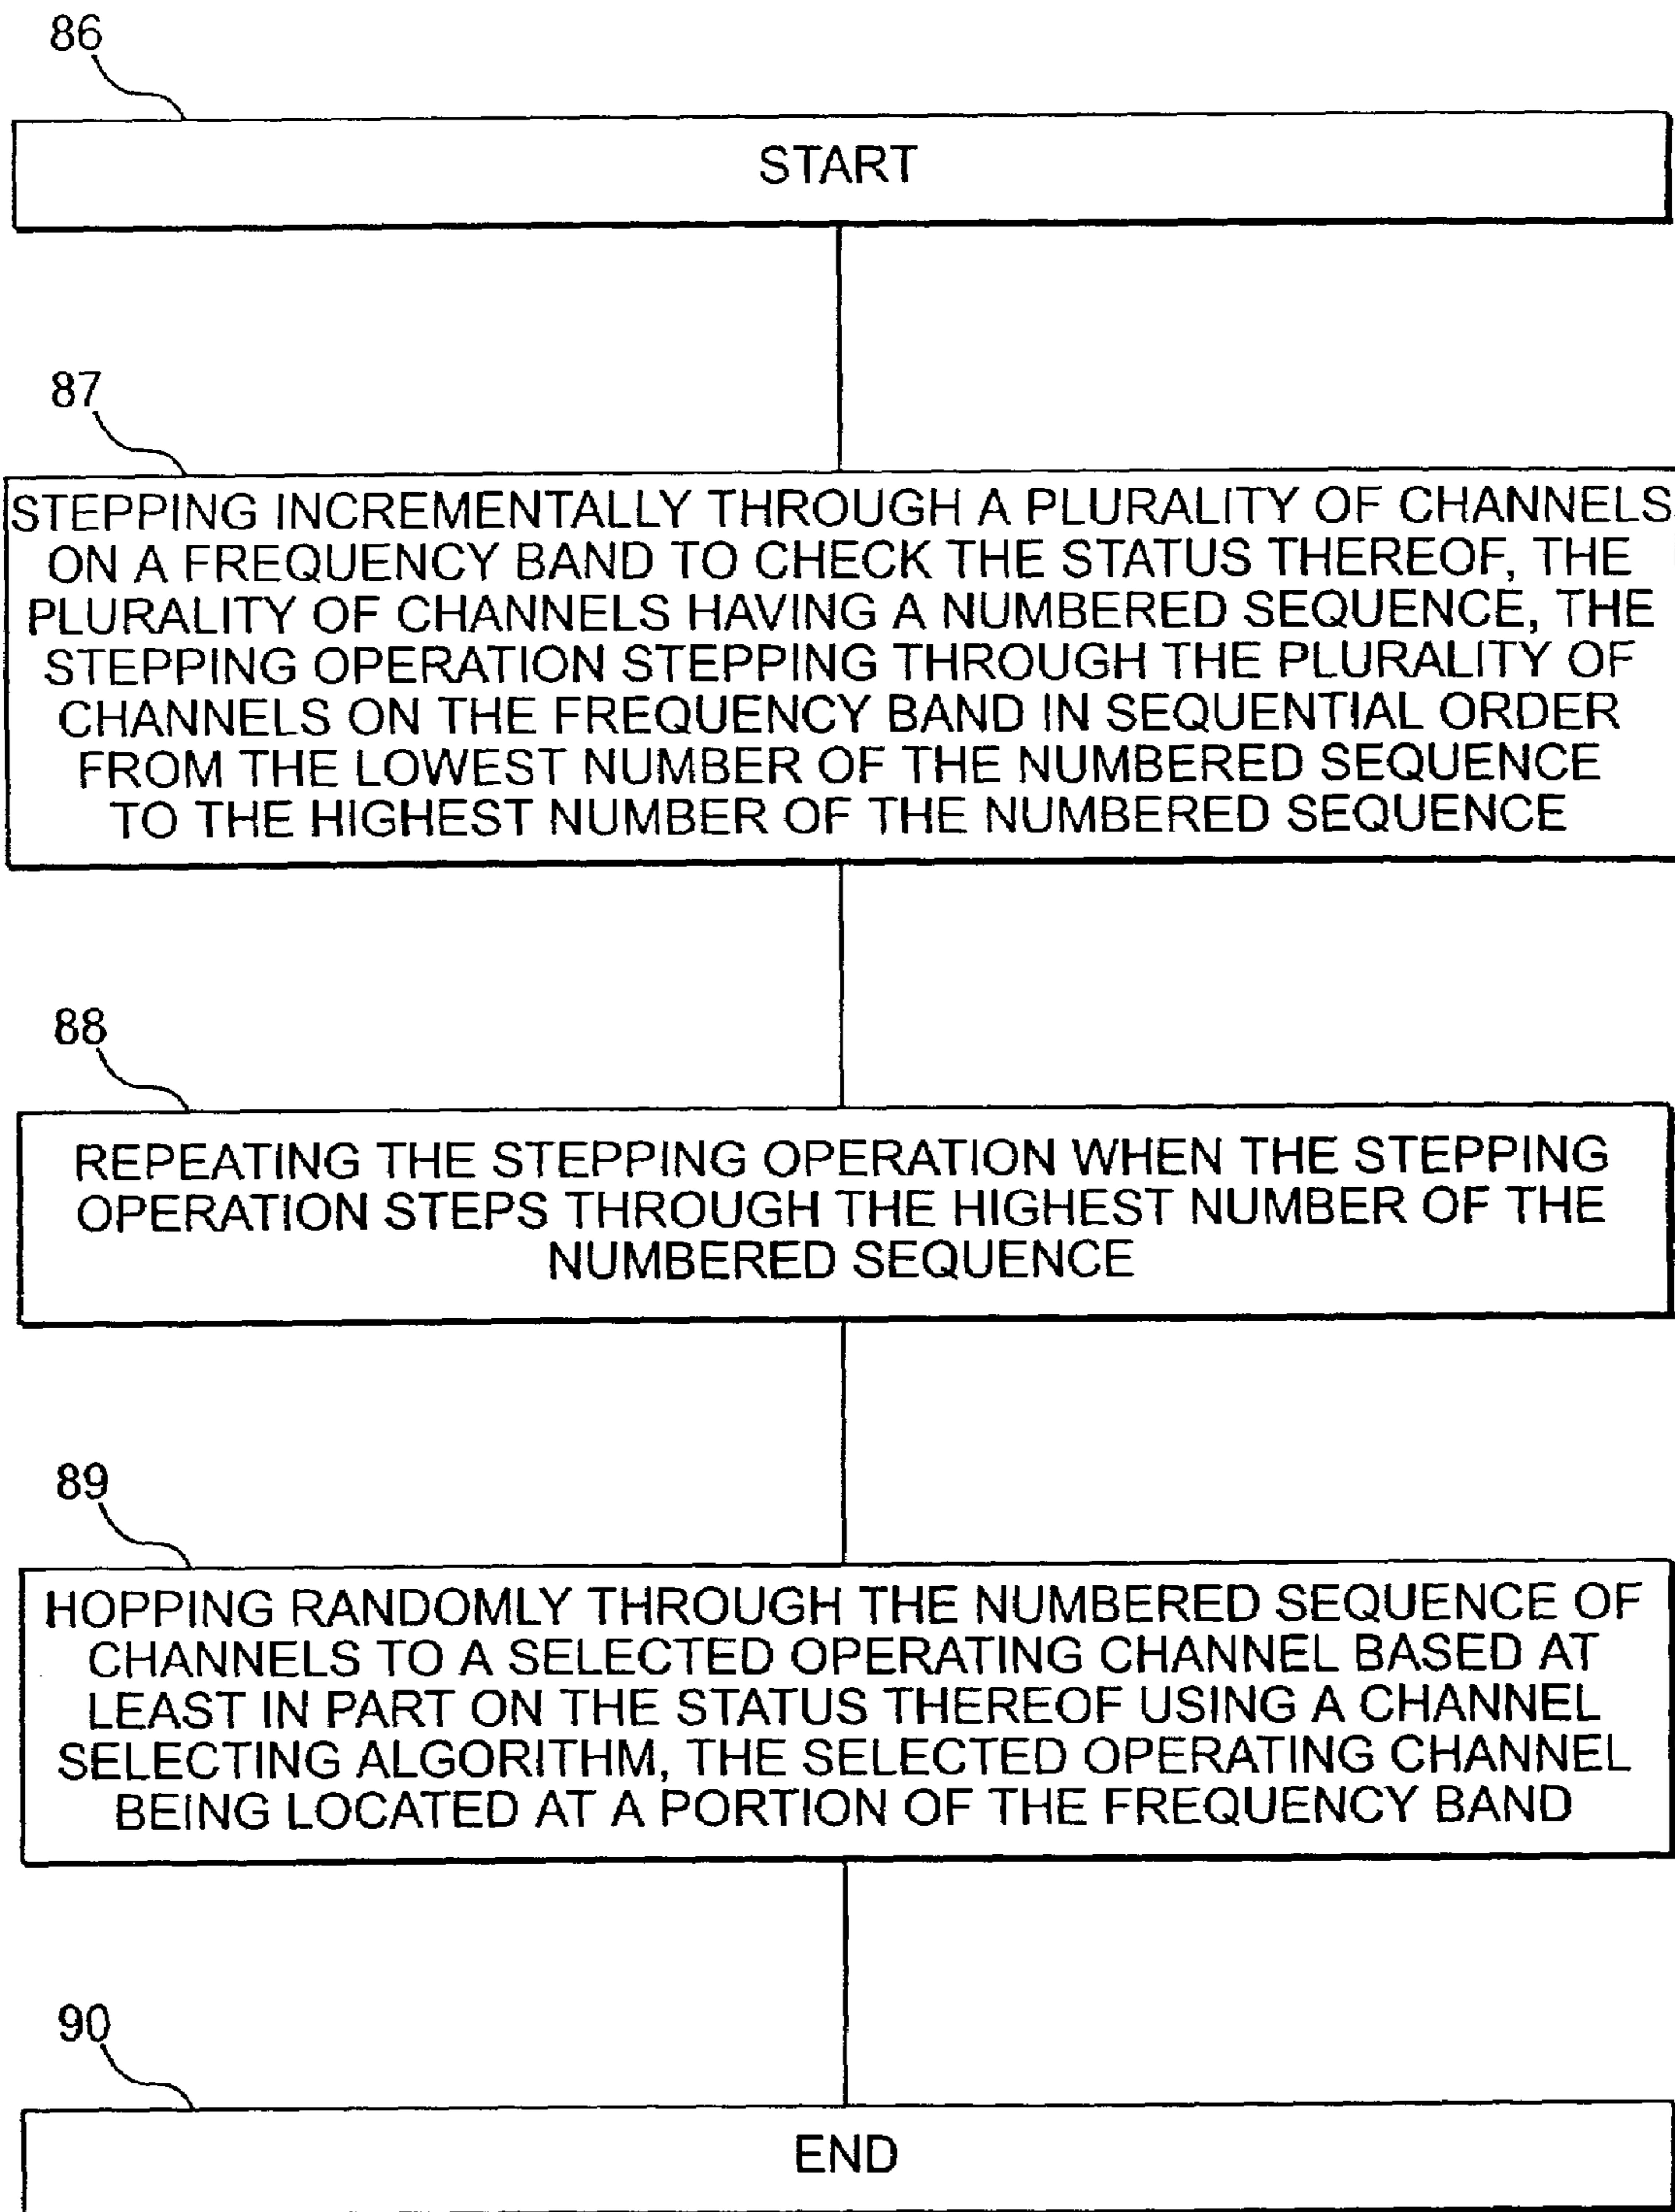 86
START
87
STEPPING INCREMENTALLY THROUGH A PLURALITY OF CHANNELS
ON A FREQUENCY BAND TO CHECK THE STATUS THEREOF, THE
PLURALITY OF CHANNELS HAVING A NUMBERED SEQUENCE, THE
STEPPING OPERATION STEPPING THROUGH THE PLURALITY OF
CHANNELS ON THE FREQUENCY BAND IN SEQUENTIAL ORDER
FROM THE LOWEST NUMBER OF THE NUMBERED SEQUENCE
TO THE HIGHEST NUMBER OF THE NUMBERED SEQUENCE
88
REPEATING THE STEPPING OPERATION WHEN THE STEPPING
OPERATION STEPS THROUGH THE HIGHEST NUMBER OF THE
NUMBERED SEQUENCE
89
HOPPING RANDOMLY THROUGH THE NUMBERED SEQUENCE OF
CHANNELS TO A SELECTED OPERATING CHANNEL BASED AT
LEAST IN PART ON THE STATUS THEREOF USING A CHANNEL
SELECTING ALGORITHM, THE SELECTED OPERATING CHANNEL
BEING LOCATED AT A PORTION OF THE FREQUENCY BAND
90
END